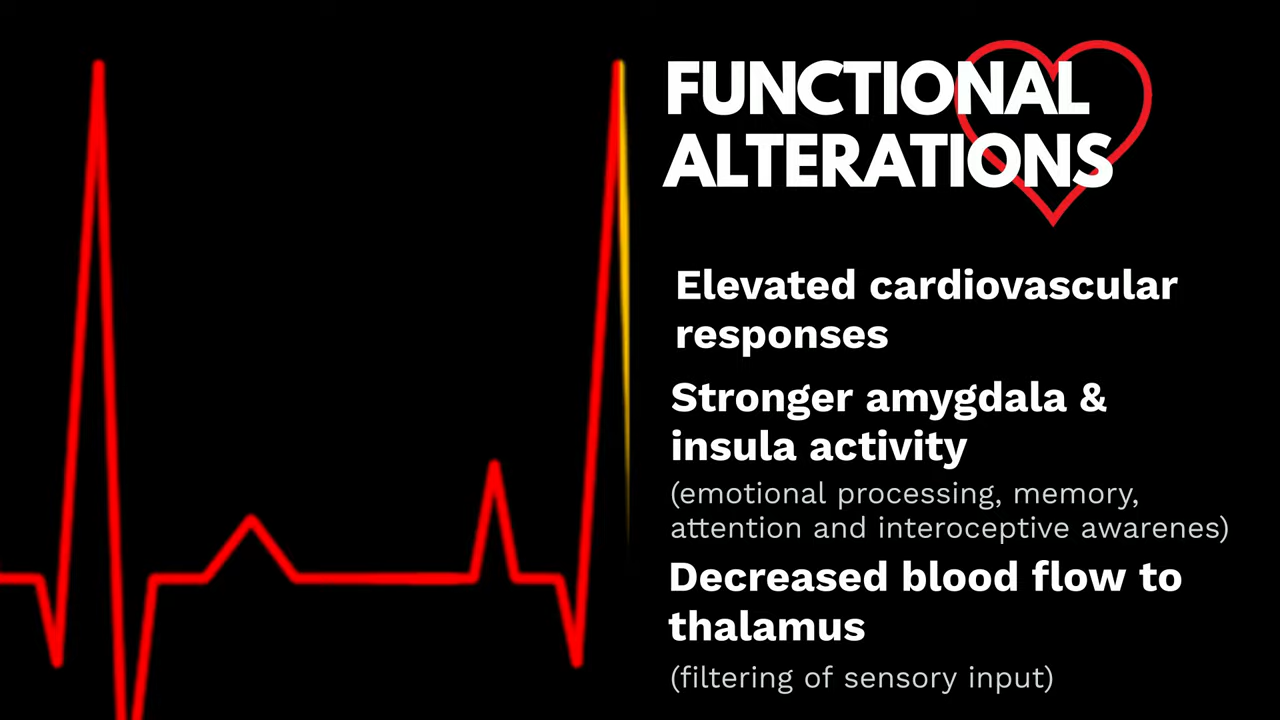 FUNCTIONAL
ALTERATIONS
Elevated cardiovascular
responses
Stronger amygdala &
insula activity
(emotional processing, memory,
attention and interoceptive awarenes)
Decreased blood flow to
thalamus
(filtering of sensory input)